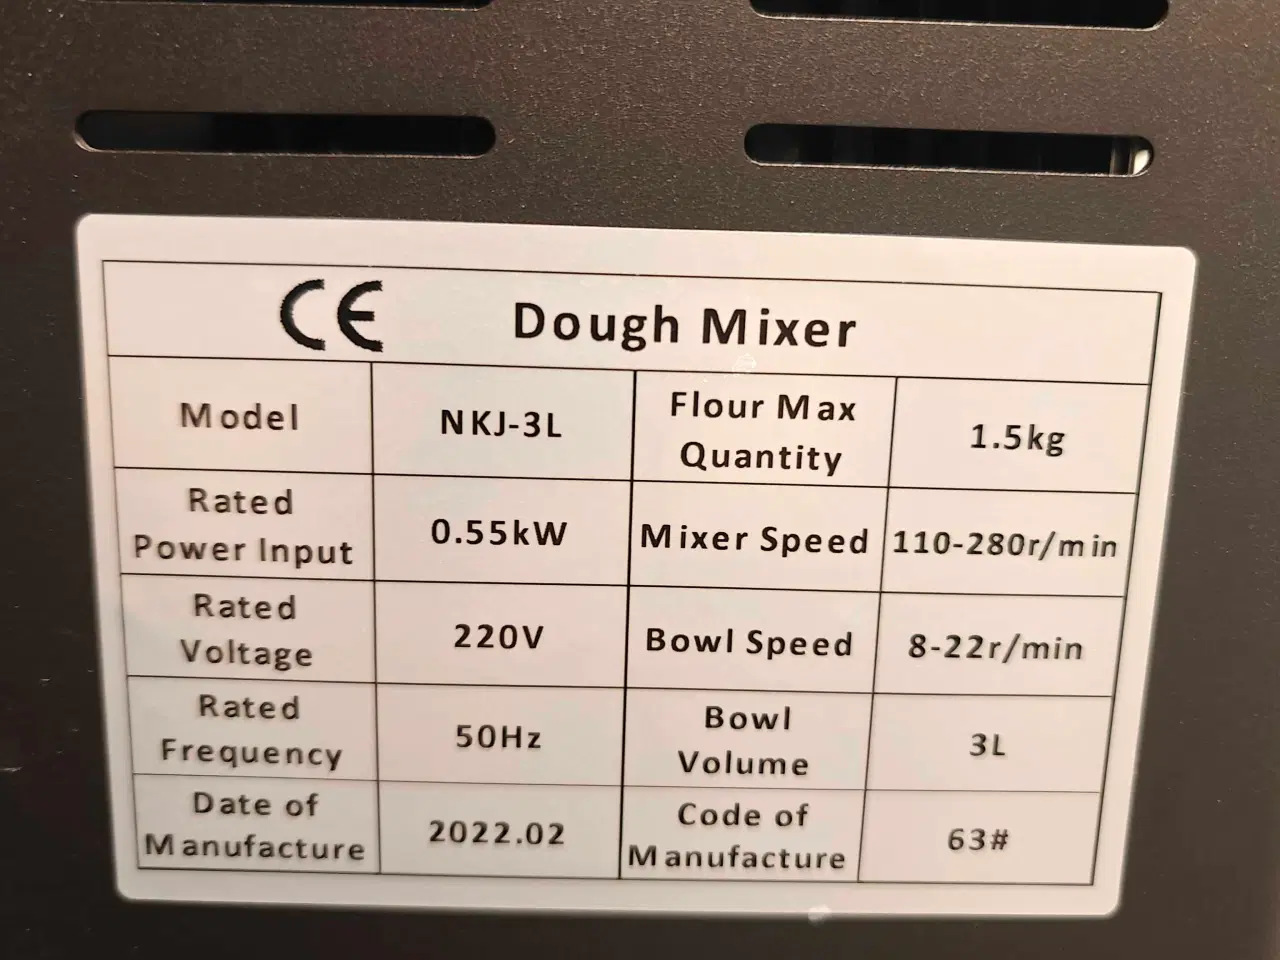 CE Dough Mixer
Model NKJ-3L Flour Max Quantity 1.5kg
Rated Power Input 0.55kW Mixer Speed 110-280r/min
Rated Voltage 220V Bowl Speed 8-22r/min
Rated Frequency 50Hz Bowl Volume 3L
Date of Manufacture 2022.02 Code of Manufacture 63#